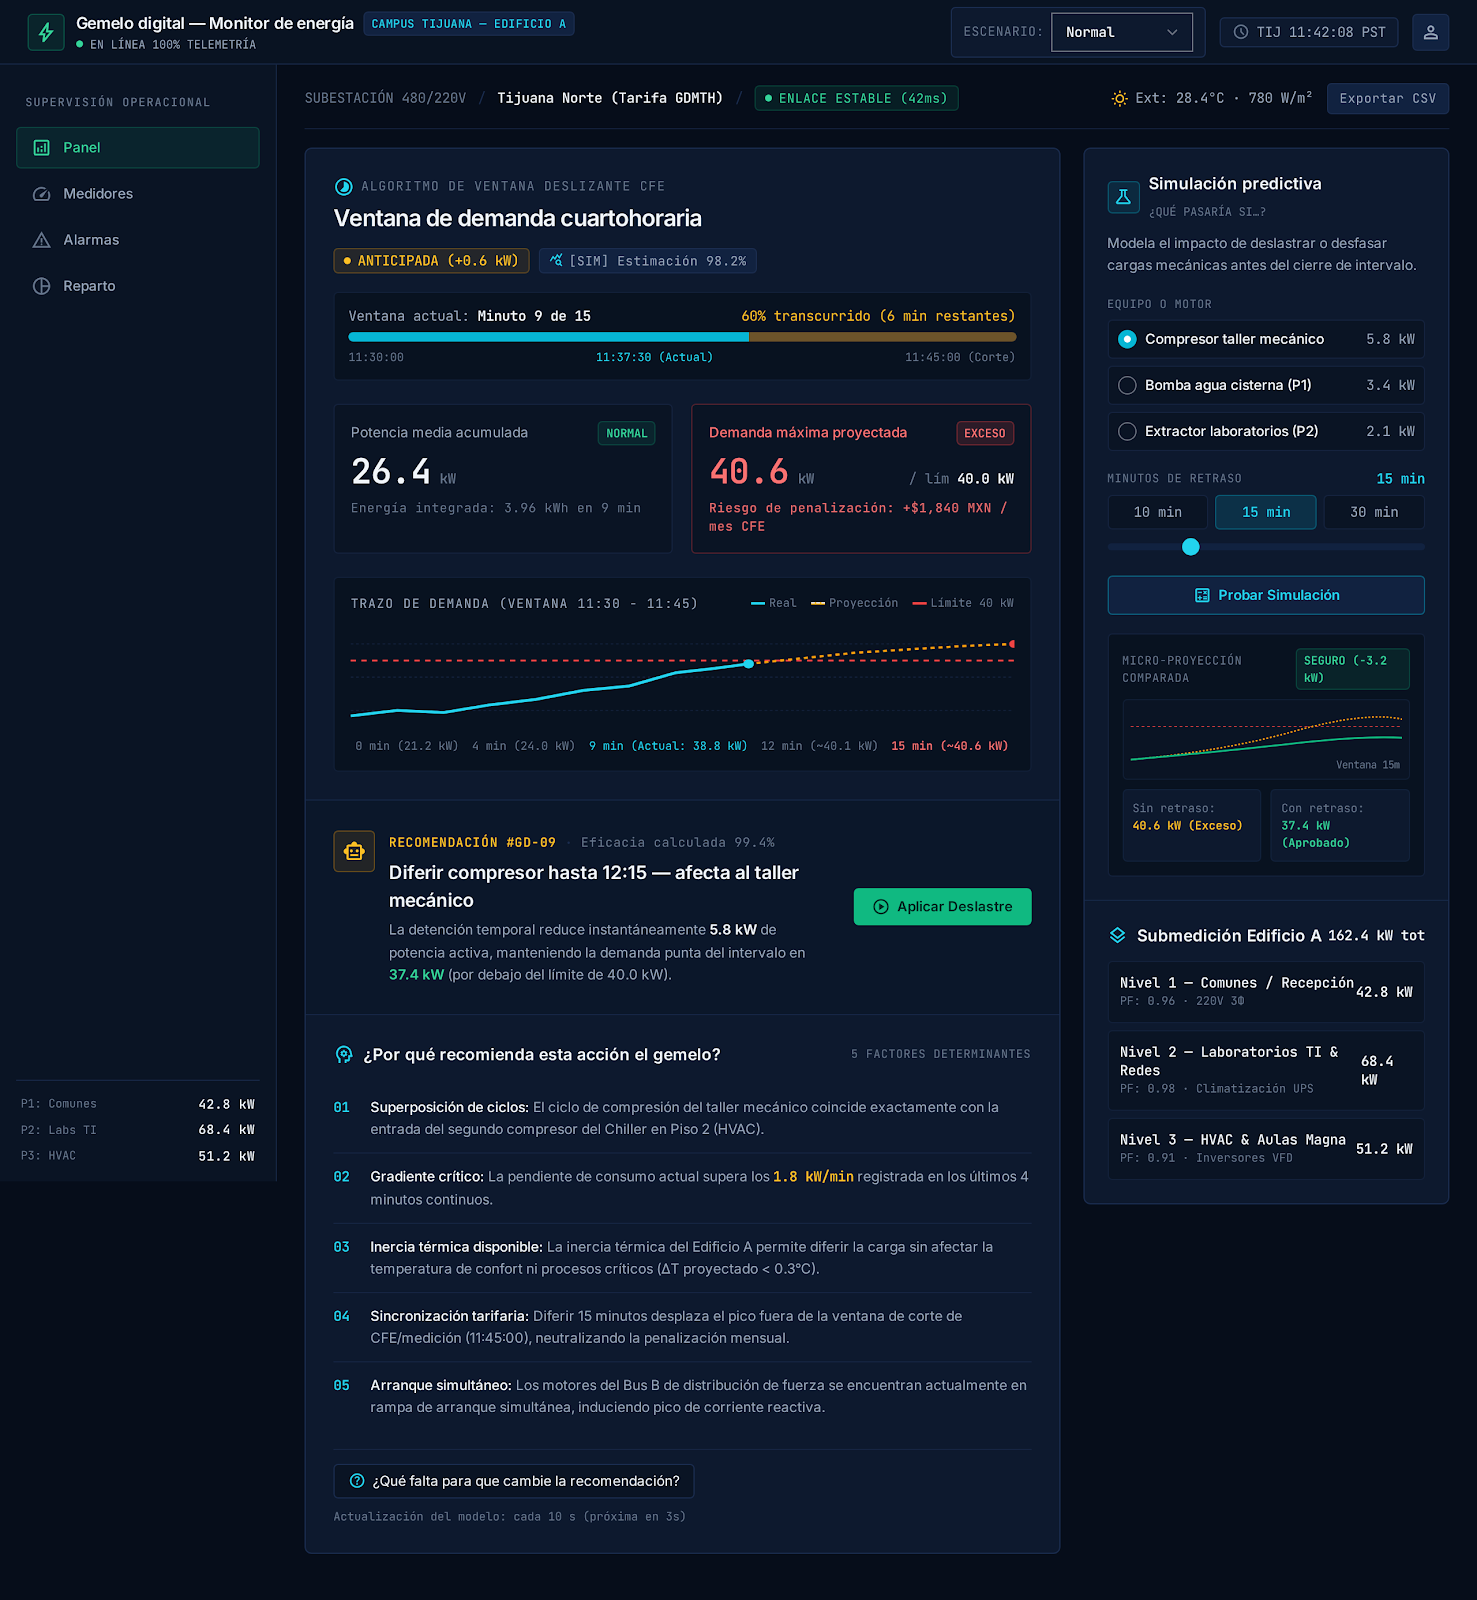 Gemelo digital — Monitor de energía
CAMPUS TIJUANA — EDIFICIO A
EN LÍNEA 100% TELEMETRÍA
ESCENARIO:
Normal
TIJ 11:42:08 PST
SUPERVISIÓN OPERACIONAL
Panel
Medidores
Alarmas
Reparto
P1: Comunes 42.8 kW
P2: Labs TI 68.4 kW
P3: HVAC 51.2 kW
SUBESTACIÓN 480/220V / Tijuana Norte (Tarifa GDMTH) / ENLACE ESTABLE (42ms)
Ext: 28.4°C · 780 W/m²
Exportar CSV
ALGORITMO DE VENTANA DESLIZANTE CFE
Ventana de demanda cuartohoraria
ANTICIPADA (+0.6 kW)
[SIM] Estimación 98.2%
Ventana actual: Minuto 9 de 15
60% transcurrido (6 min restantes)
11:30:00
11:37:30 (Actual)
11:45:00 (Corte)
Potencia media acumulada
NORMAL
26.4 kW
Energía integrada: 3.96 kWh en 9 min
Demanda máxima proyectada
EXCESO
40.6 kW
/ lím 40.0 kW
Riesgo de penalización: +$1,840 MXN /
mes CFE
TRAZO DE DEMANDA (VENTANA 11:30 - 11:45)
Real
Proyección
Límite 40 kW
0 min (21.2 kW)
4 min (24.0 kW)
9 min (Actual: 38.8 kW)
12 min (~40.1 kW)
15 min (~40.6 kW)
RECOMENDACIÓN #GD-09 · Eficacia calculada 99.4%
Diferir compresor hasta 12:15 — afecta al taller
mecánico
La detención temporal reduce instantáneamente 5.8 kW de
potencia activa, manteniendo la demanda punta del intervalo en
37.4 kW (por debajo del límite de 40.0 kW).
Aplicar Deslastre
¿Por qué recomienda esta acción el gemelo?
5 FACTORES DETERMINANTES
01 Superposición de ciclos: El ciclo de compresión del taller mecánico coincide exactamente con la
entrada del segundo compresor del Chiller en Piso 2 (HVAC).
02 Gradiente crítico: La pendiente de consumo actual supera los 1.8 kW/min registrada en los últimos 4
minutos continuos.
03 Inercia térmica disponible: La inercia térmica del Edificio A permite diferir la carga sin afectar la
temperatura de confort ni procesos críticos (ΔT proyectado < 0.3°C).
04 Sincronización tarifaria: Diferir 15 minutos desplaza el pico fuera de la ventana de corte de
CFE/medición (11:45:00), neutralizando la penalización mensual.
05 Arranque simultáneo: Los motores del Bus B de distribución de fuerza se encuentran actualmente en
rampa de arranque simultánea, induciendo pico de corriente reactiva.
¿Qué falta para que cambie la recomendación?
Actualización del modelo: cada 10 s (próxima en 3s)
Simulación predictiva
¿QUÉ PASARÍA SI…?
Modela el impacto de deslastrar o desfasar
cargas mecánicas antes del cierre de intervalo.
EQUIPO O MOTOR
Compresor taller mecánico 5.8 kW
Bomba agua cisterna (P1) 3.4 kW
Extractor laboratorios (P2) 2.1 kW
MINUTOS DE RETRASO 15 min
10 min
15 min
30 min
Probar Simulación
MICRO-PROYECCIÓN
COMPARADA
SEGURO (-3.2
kW)
Ventana 15m
Sin retraso:
40.6 kW (Exceso)
Con retraso:
37.4 kW
(Aprobado)
Submedición Edificio A 162.4 kW tot
Nivel 1 — Comunes / Recepción
PF: 0.96 · 220V 3Φ
42.8 kW
Nivel 2 — Laboratorios TI &
Redes
PF: 0.98 · Climatización UPS
68.4
kW
Nivel 3 — HVAC & Aulas Magna
PF: 0.91 · Inversores VFD
51.2 kW